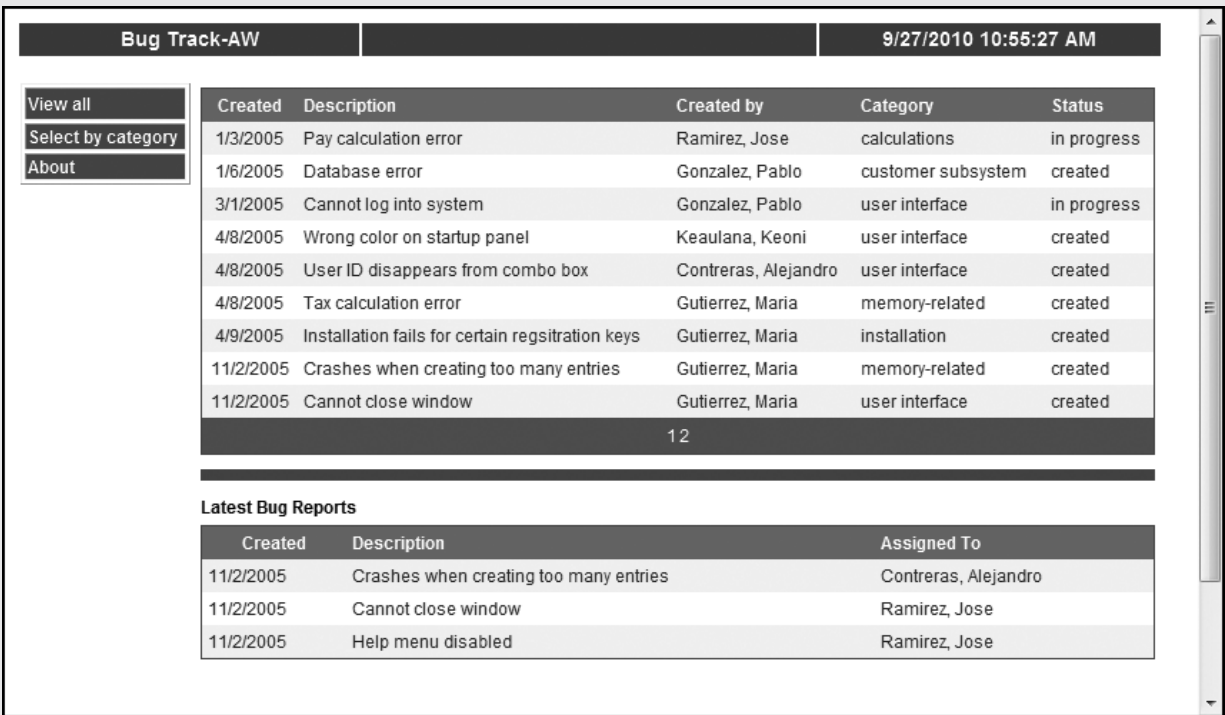 Bug Track-AW 9/27/2010 10:55:27 AM
View all
Select by category
About
Created Description Created by Category Status
1/3/2005 Pay calculation error Ramirez, Jose calculations in progress
1/6/2005 Database error Gonzalez, Pablo customer subsystem created
3/1/2005 Cannot log into system Gonzalez, Pablo user interface in progress
4/8/2005 Wrong color on startup panel Keaulana, Keoni user interface created
4/8/2005 User ID disappears from combo box Contreras, Alejandro user interface created
4/8/2005 Tax calculation error Gutierrez, Maria memory-related created
4/9/2005 Installation fails for certain regsitration keys Gutierrez, Maria installation created
11/2/2005 Crashes when creating too many entries Gutierrez, Maria memory-related created
11/2/2005 Cannot close window Gutierrez, Maria user interface created
1 2
Latest Bug Reports
Created Description Assigned To
11/2/2005 Crashes when creating too many entries Contreras, Alejandro
11/2/2005 Cannot close window Ramirez, Jose
11/2/2005 Help menu disabled Ramirez, Jose